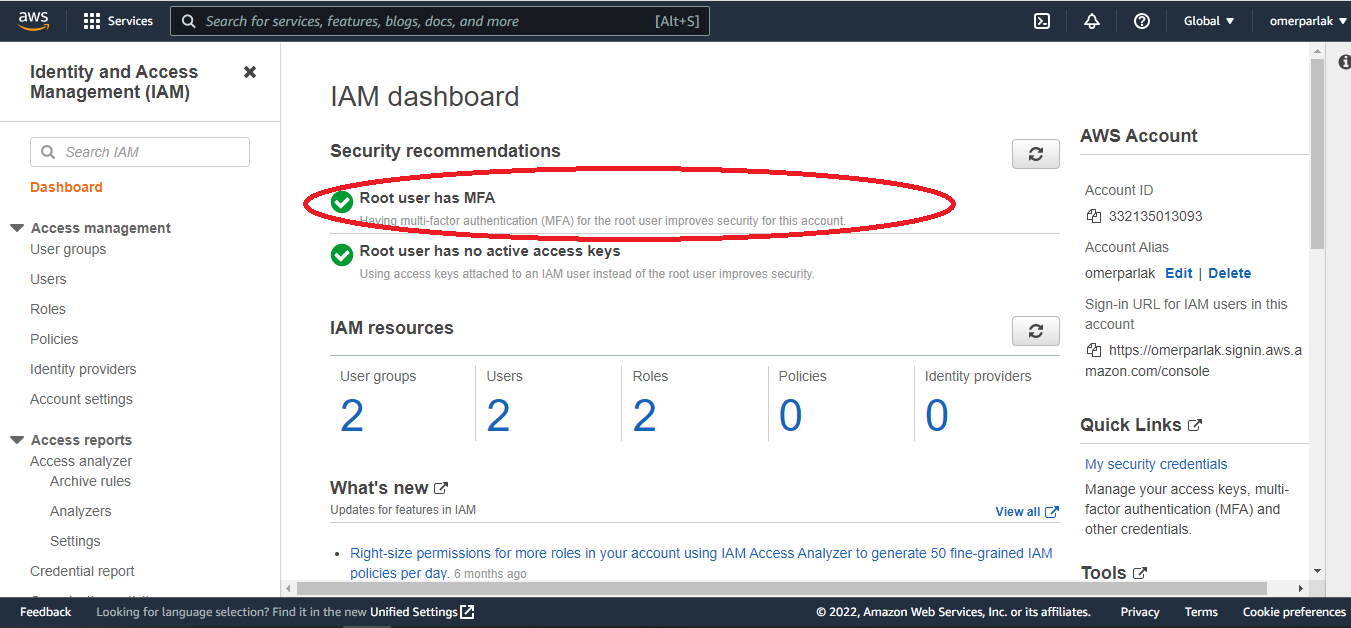 aws
Services
Search for services, features, blogs, docs, and more
[Alt+S]
Global
omerparlak
Identity and Access
Management (IAM)
Search IAM
Dashboard
Access management
User groups
Users
Roles
Policies
Identity providers
Account settings
Access reports
Access analyzer
Archive rules
Analyzers
Settings
Credential report
IAM dashboard
Security recommendations
Root user has MFA
Having multi-factor authentication (MFA) for the root user improves security for this account.
Root user has no active access keys
Using access keys attached to an IAM user instead of the root user improves security.
IAM resources
User groups
2
Users
2
Roles
2
Policies
0
Identity providers
0
What's new
Updates for features in IAM
View all
Right-size permissions for more roles in your account using IAM Access Analyzer to generate 50 fine-grained IAM
policies per day. 6 months ago
AWS Account
Account ID
332135013093
Account Alias
omerparlak Edit | Delete
Sign-in URL for IAM users in this
account
https://omerparlak.signin.aws.a
mazon.com/console
Quick Links
My security credentials
Manage your access keys, multi-
factor authentication (MFA) and
other credentials.
Tools
Feedback
Looking for language selection? Find it in the new Unified Settings
© 2022, Amazon Web Services, Inc. or its affiliates.
Privacy
Terms
Cookie preferences